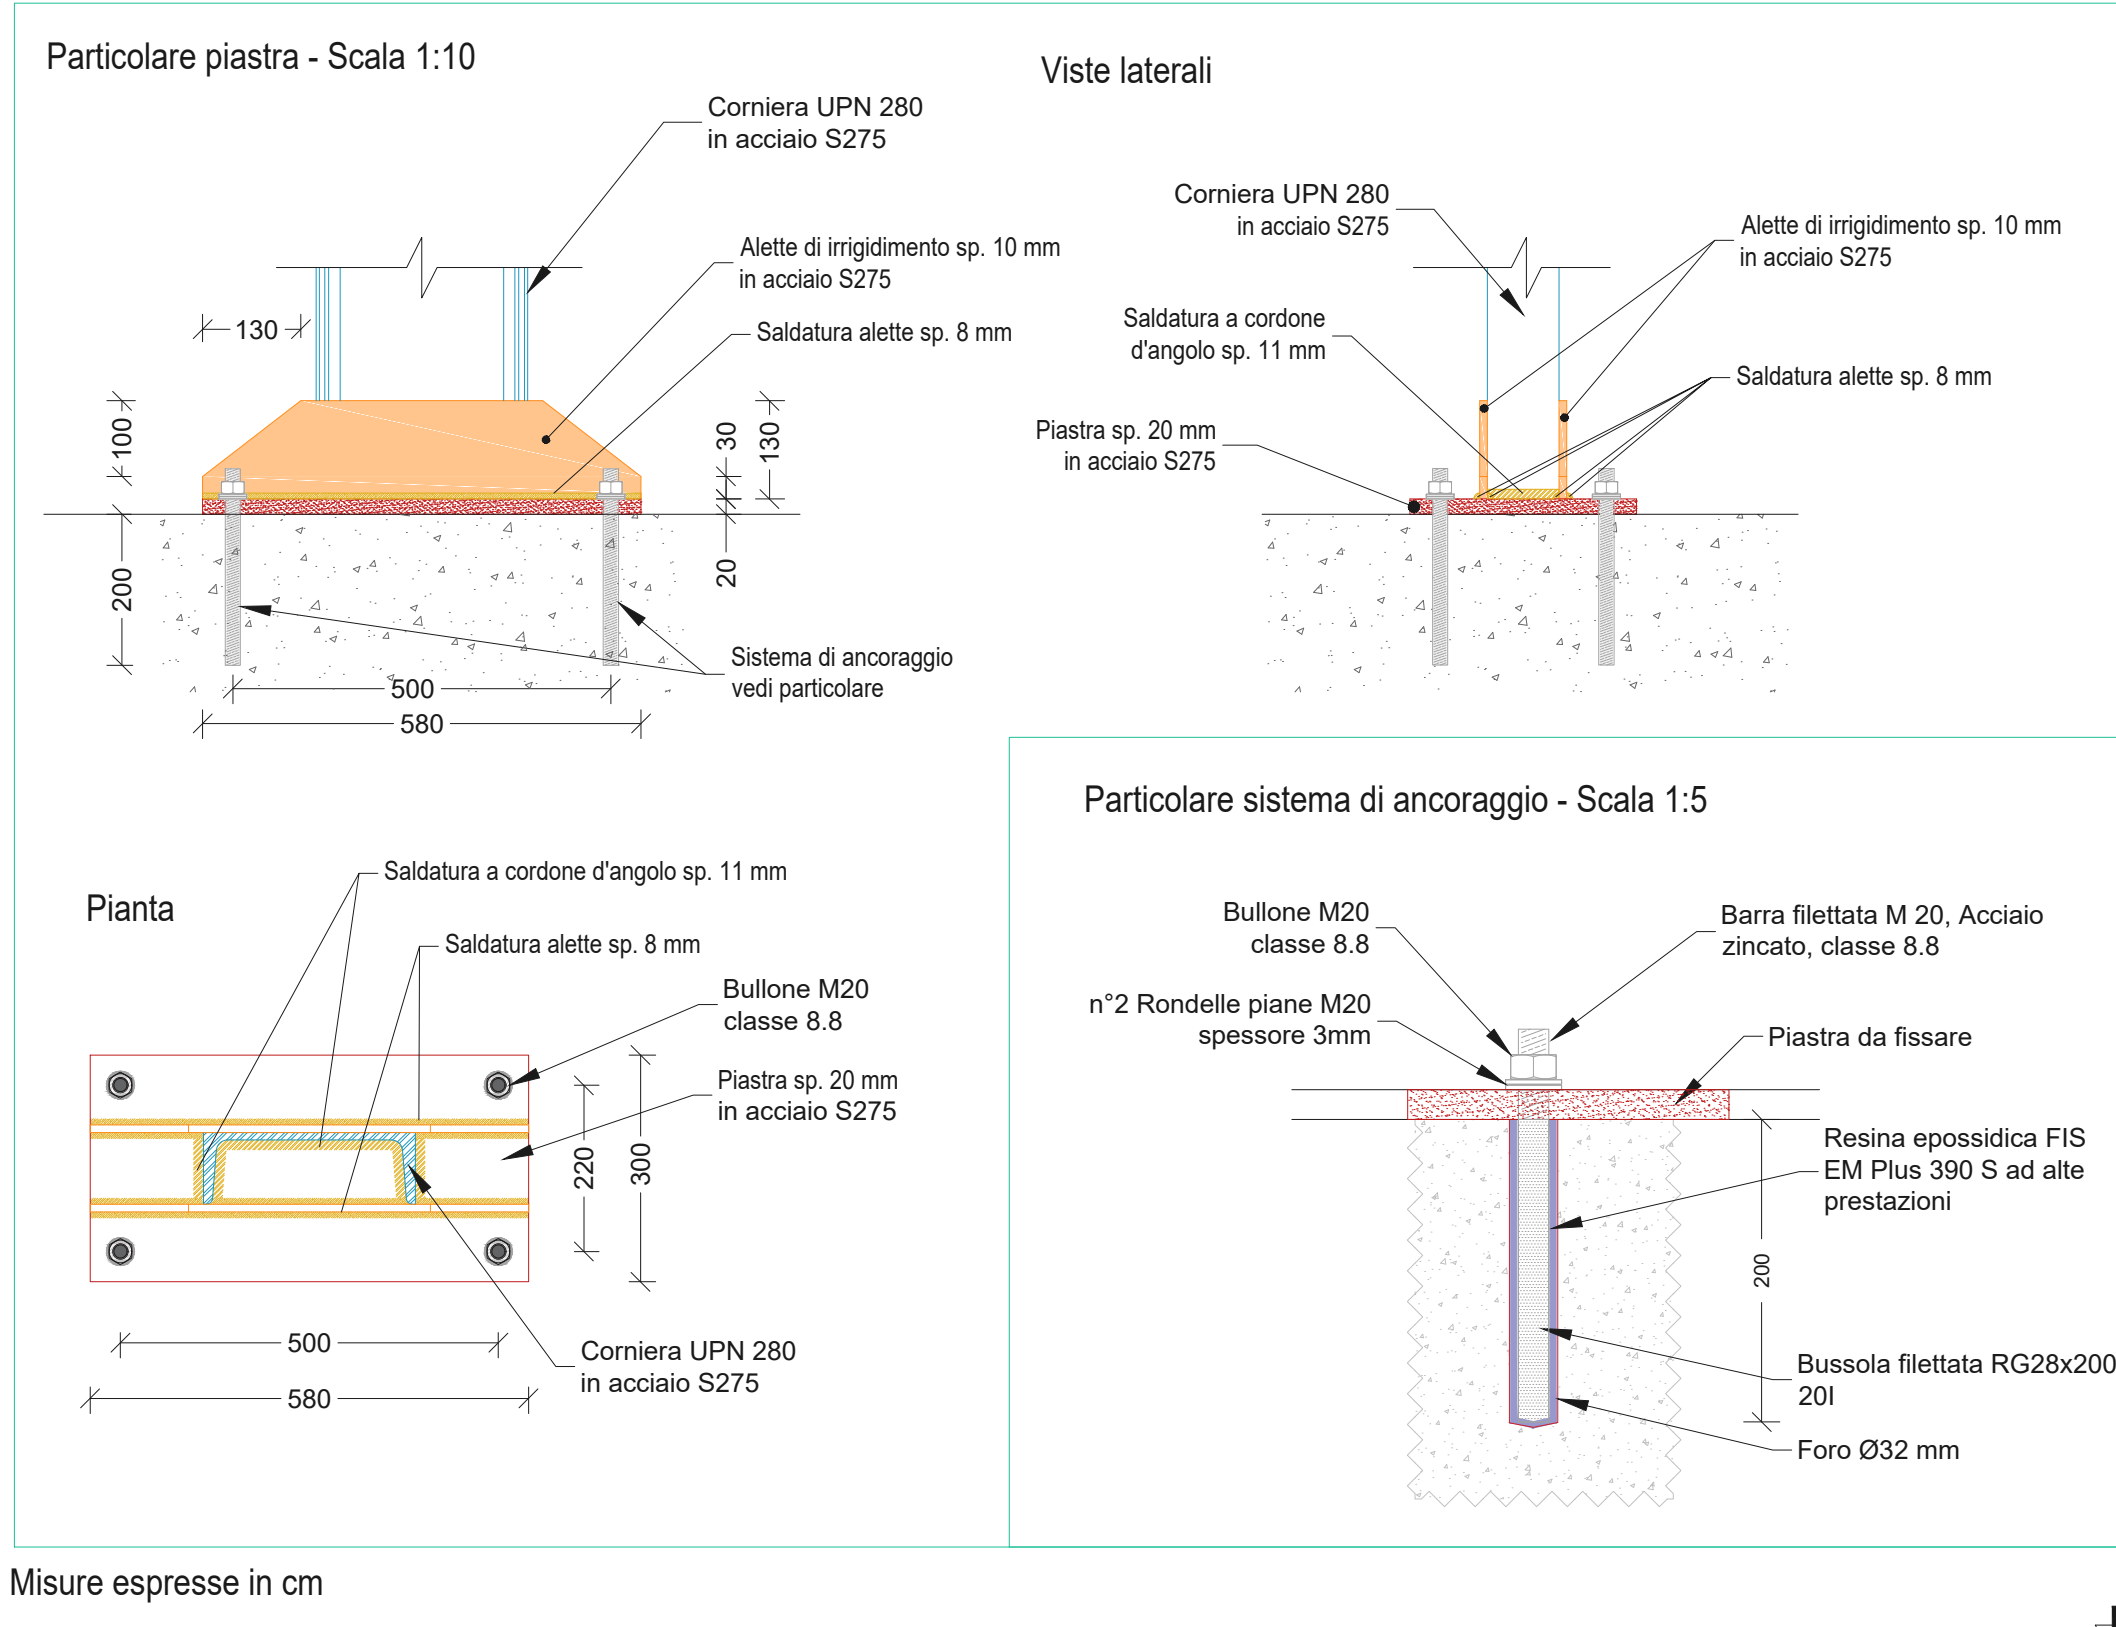 Particolare piastra - Scala 1:10
Corniera UPN 280
in acciaio S275
Alette di irrigidimento sp. 10 mm
in acciaio S275
Saldatura alette sp. 8 mm
130
100
30
130
200
20
Sistema di ancoraggio
vedi particolare
500
580
Viste laterali
Corniera UPN 280
in acciaio S275
Alette di irrigidimento sp. 10 mm
in acciaio S275
Saldatura a cordone
d'angolo sp. 11 mm
Saldatura alette sp. 8 mm
Piastra sp. 20 mm
in acciaio S275
Pianta
Saldatura a cordone d'angolo sp. 11 mm
Saldatura alette sp. 8 mm
Bullone M20
classe 8.8
Piastra sp. 20 mm
in acciaio S275
220
300
500
580
Corniera UPN 280
in acciaio S275
Particolare sistema di ancoraggio - Scala 1:5
Bullone M20
classe 8.8
Barra filettata M 20, Acciaio
zincato, classe 8.8
n°2 Rondelle piane M20
spessore 3mm
Piastra da fissare
Resina epossidica FIS
EM Plus 390 S ad alte
prestazioni
200
Bussola filettata RG28x200
20I
Foro Ø32 mm
Misure espresse in cm